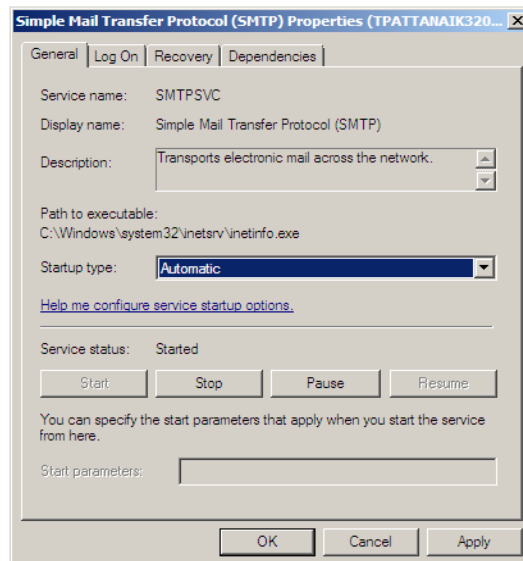 Simple Mail Transfer Protocol (SMTP) Properties (TPATTANAIK320...
General Log On Recovery Dependencies
Service name: SMTPSVC
Display name: Simple Mail Transfer Protocol (SMTP)
Description: Transports electronic mail across the network.
Path to executable:
C:\Windows\system32\inetsrv\inetinfo.exe
Startup type: Automatic
Help me configure service startup options.
Service status: Started
Start Stop Pause Resume
You can specify the start parameters that apply when you start the service
from here.
Start parameters:
OK Cancel Apply